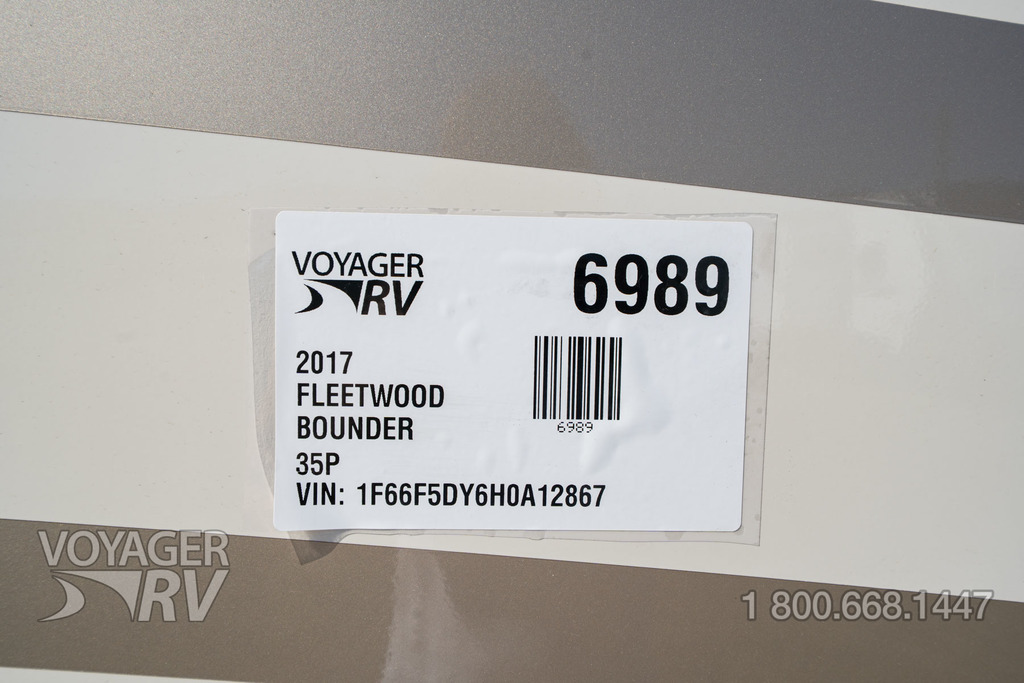 VOYAGER
RV
6989
2017
FLEETWOOD
BOUNDER
35P
VIN: 1F66F5DY6H0A12867
6989
VOYAGER
RV
1 800.668.1447